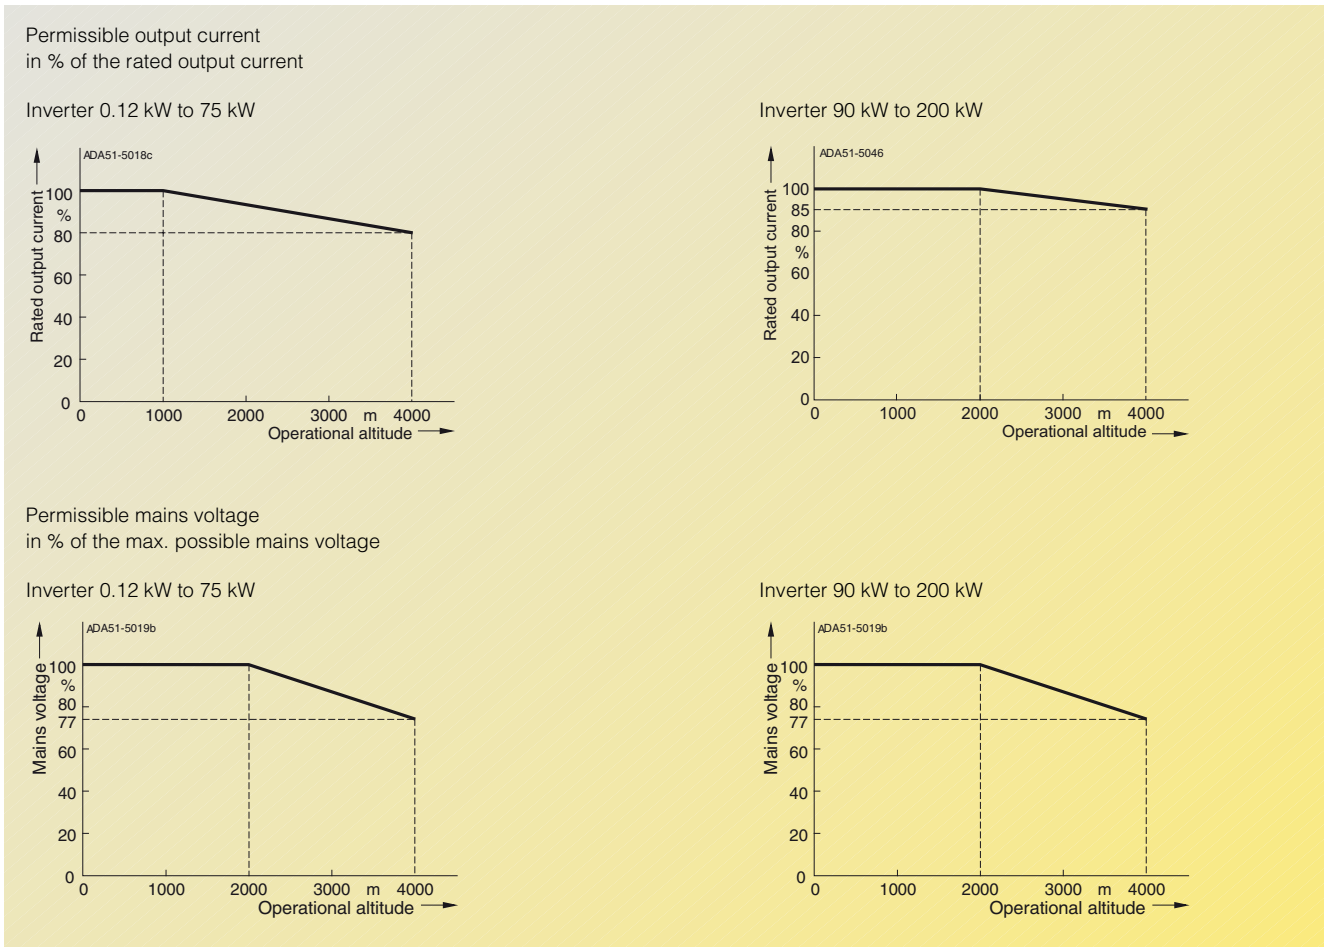 Permissible output current
in % of the rated output current
Inverter 0.12 kW to 75 kW
ADA51-5018c
Rated output current
100
%
80
60
40
20
0
0 1000 2000 3000 m 4000
Operational altitude
Inverter 90 kW to 200 kW
ADA51-5046
Rated output current
100
85
80
%
60
40
20
0
0 1000 2000 3000 m 4000
Operational altitude
Permissible mains voltage
in % of the max. possible mains voltage
Inverter 0.12 kW to 75 kW
ADA51-5019b
Mains voltage
100
%
80
77
60
40
20
0
0 1000 2000 3000 m 4000
Operational altitude
Inverter 90 kW to 200 kW
ADA51-5019b
Mains voltage
100
%
80
77
60
40
20
0
0 1000 2000 3000 m 4000
Operational altitude